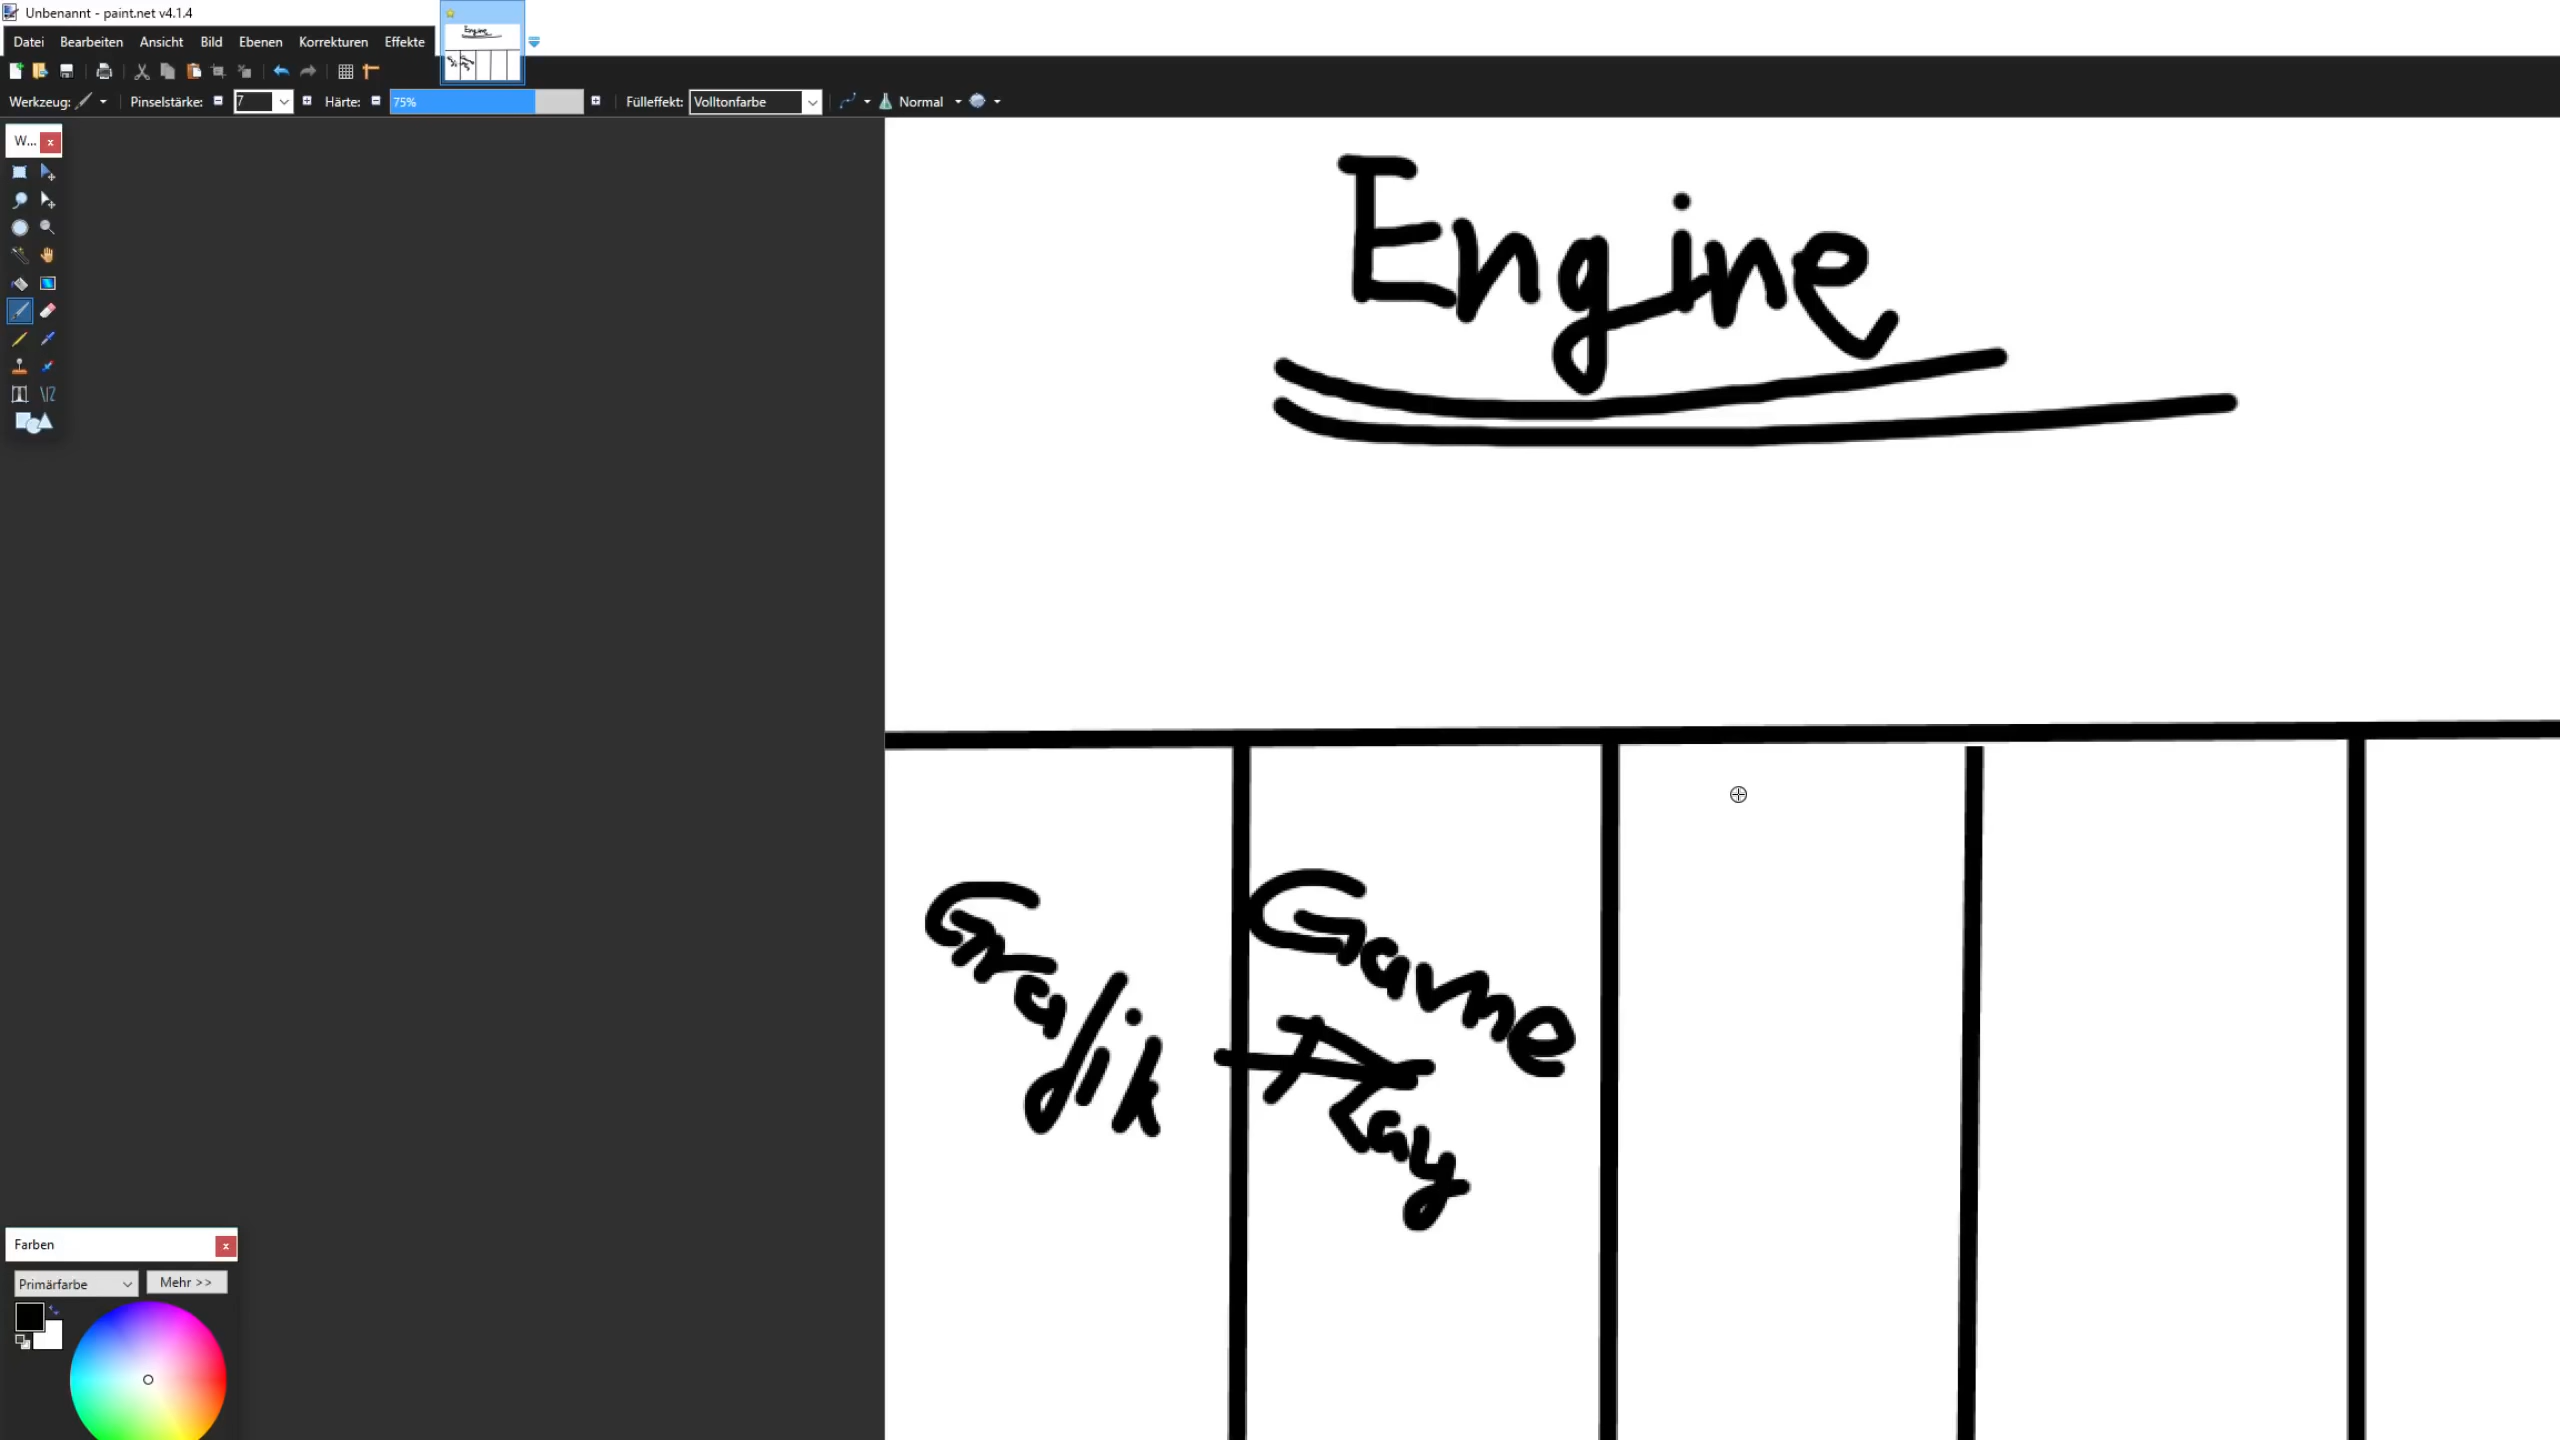 Unbenannt - paint.net v4.1.4
Datei Bearbeiten Ansicht Bild Ebenen Korrekturen Effekte
Werkzeug: Pinselstärke: 7 Härte: 75% Fülleffekt: Volltonfarbe Normal
W...
Engine
Grafik
Game
Play
Farben
Primärfarbe Mehr >>